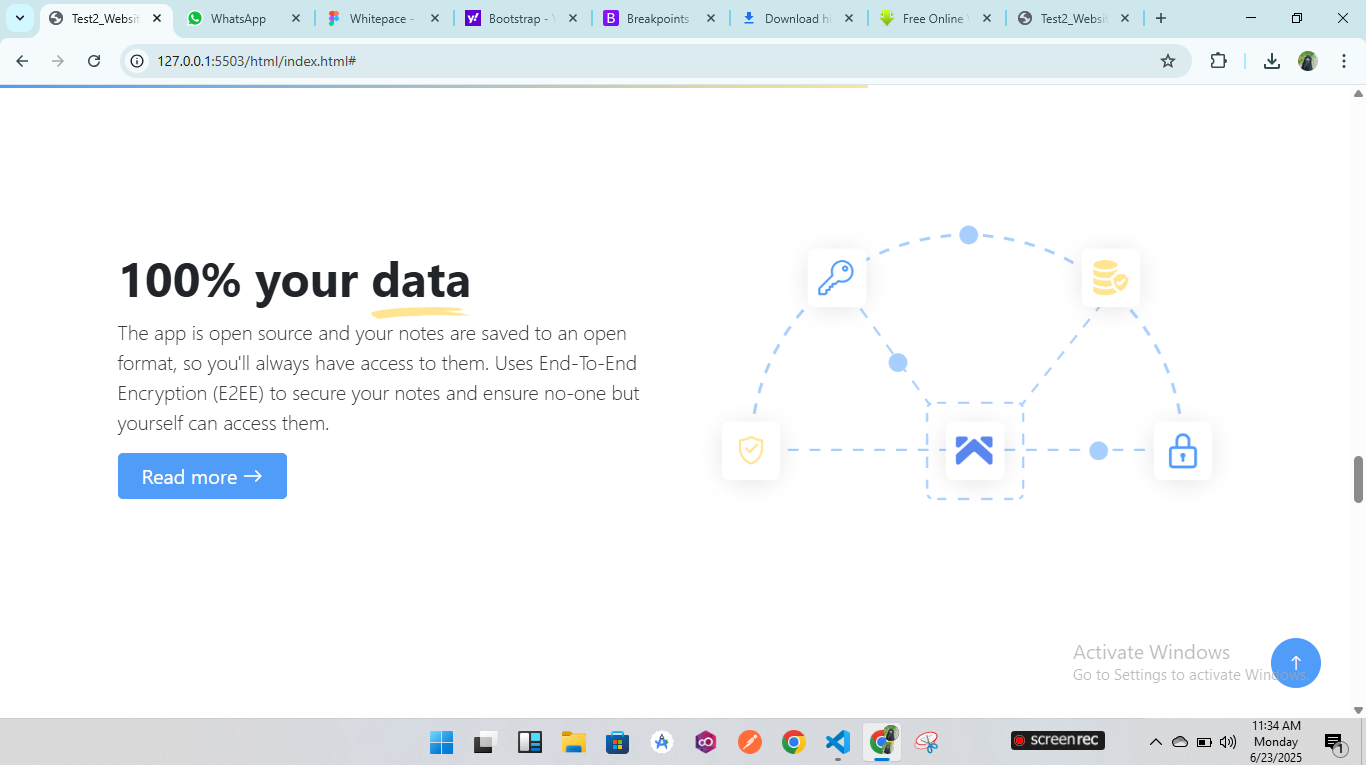 Test2_Websit
WhatsApp
Whitepace -
Bootstrap -
Breakpoints
Download hi
Free Online
Test2_Websit
127.0.0.1:5503/html/index.html#
100% your data
The app is open source and your notes are saved to an open
format, so you'll always have access to them. Uses End-To-End
Encryption (E2EE) to secure your notes and ensure no-one but
yourself can access them.
Read more →
Activate Windows
Go to Settings to activate Windows.
screenrec
11:34 AM
Monday
6/23/2025
1